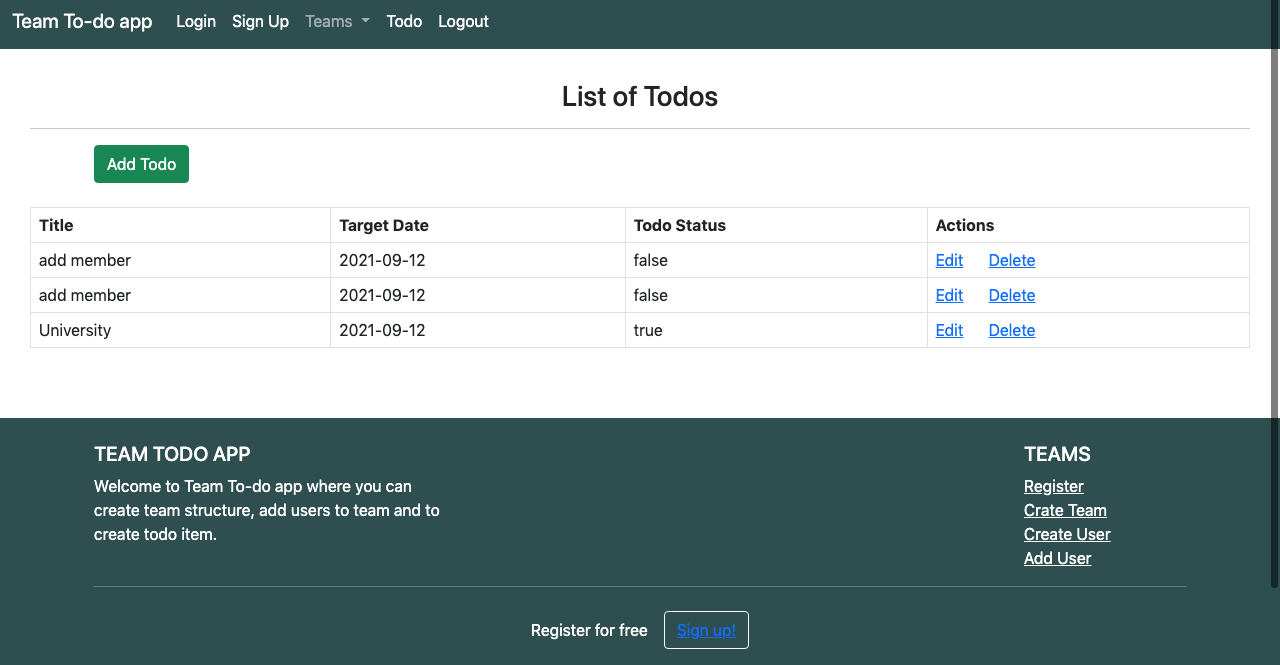 Team To-do app Login Sign Up Teams Todo Logout
List of Todos
Add Todo
Title Target Date Todo Status Actions
add member 2021-09-12 false Edit Delete
add member 2021-09-12 false Edit Delete
University 2021-09-12 true Edit Delete
TEAM TODO APP
Welcome to Team To-do app where you can
create team structure, add users to team and to
create todo item.
TEAMS
Register
Crate Team
Create User
Add User
Register for free Sign up!